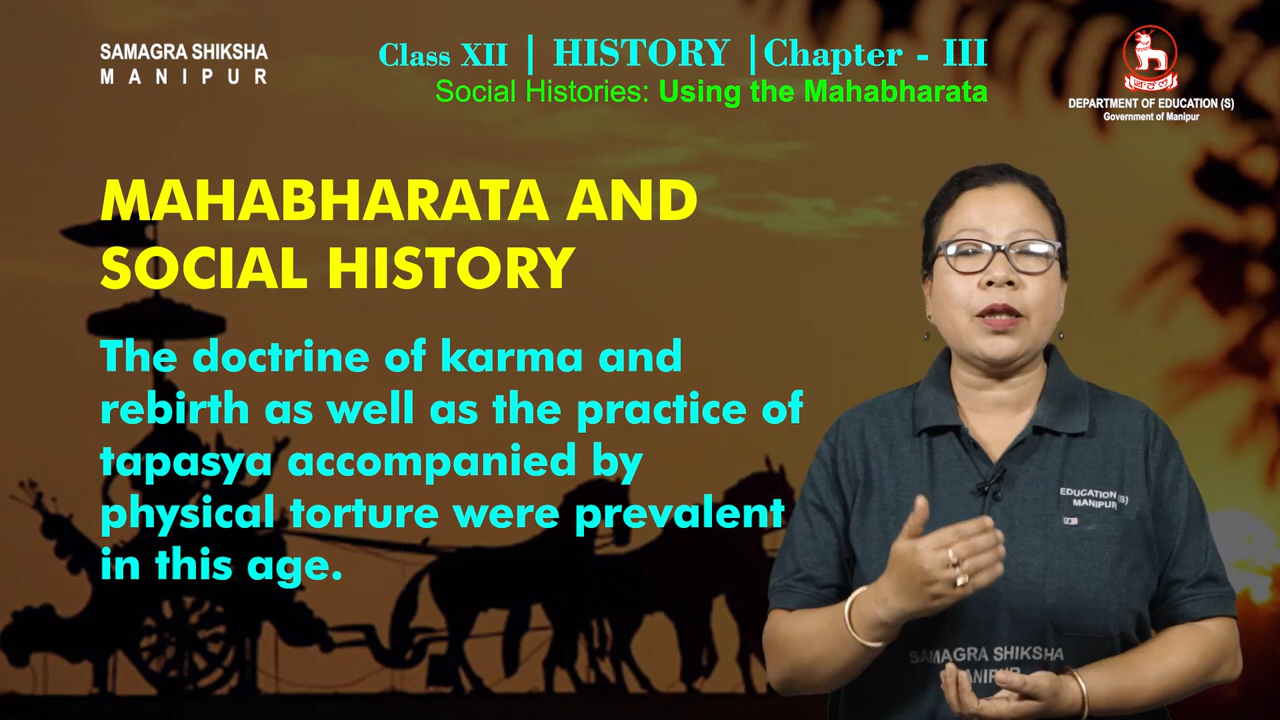 SAMAGRA SHIKSHA
MANIPUR
Class XII | HISTORY |Chapter - III
Social Histories: Using the Mahabharata
DEPARTMENT OF EDUCATION (S)
Government of Manipur
MAHABHARATA AND
SOCIAL HISTORY
The doctrine of karma and
rebirth as well as the practice of
tapasya accompanied by
physical torture were prevalent
in this age.
EDUCATION (S)
MANIPUR
SAMAGRA SHIKSHA
MANIPUR